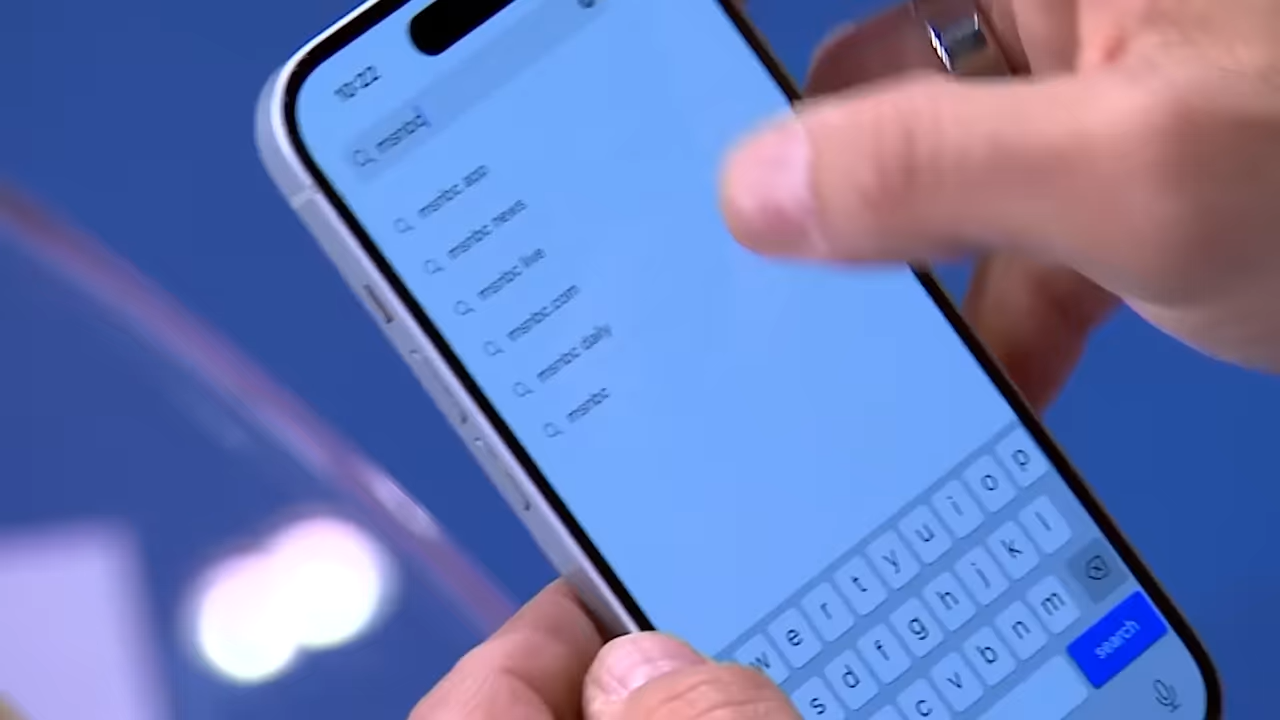 10:22
msnbc
msnbc app
msnbc news
msnbc live
msnbc.com
msnbc daily
msnbc
w e r t y u i o p
s d f g h j k l
c v b n m
search